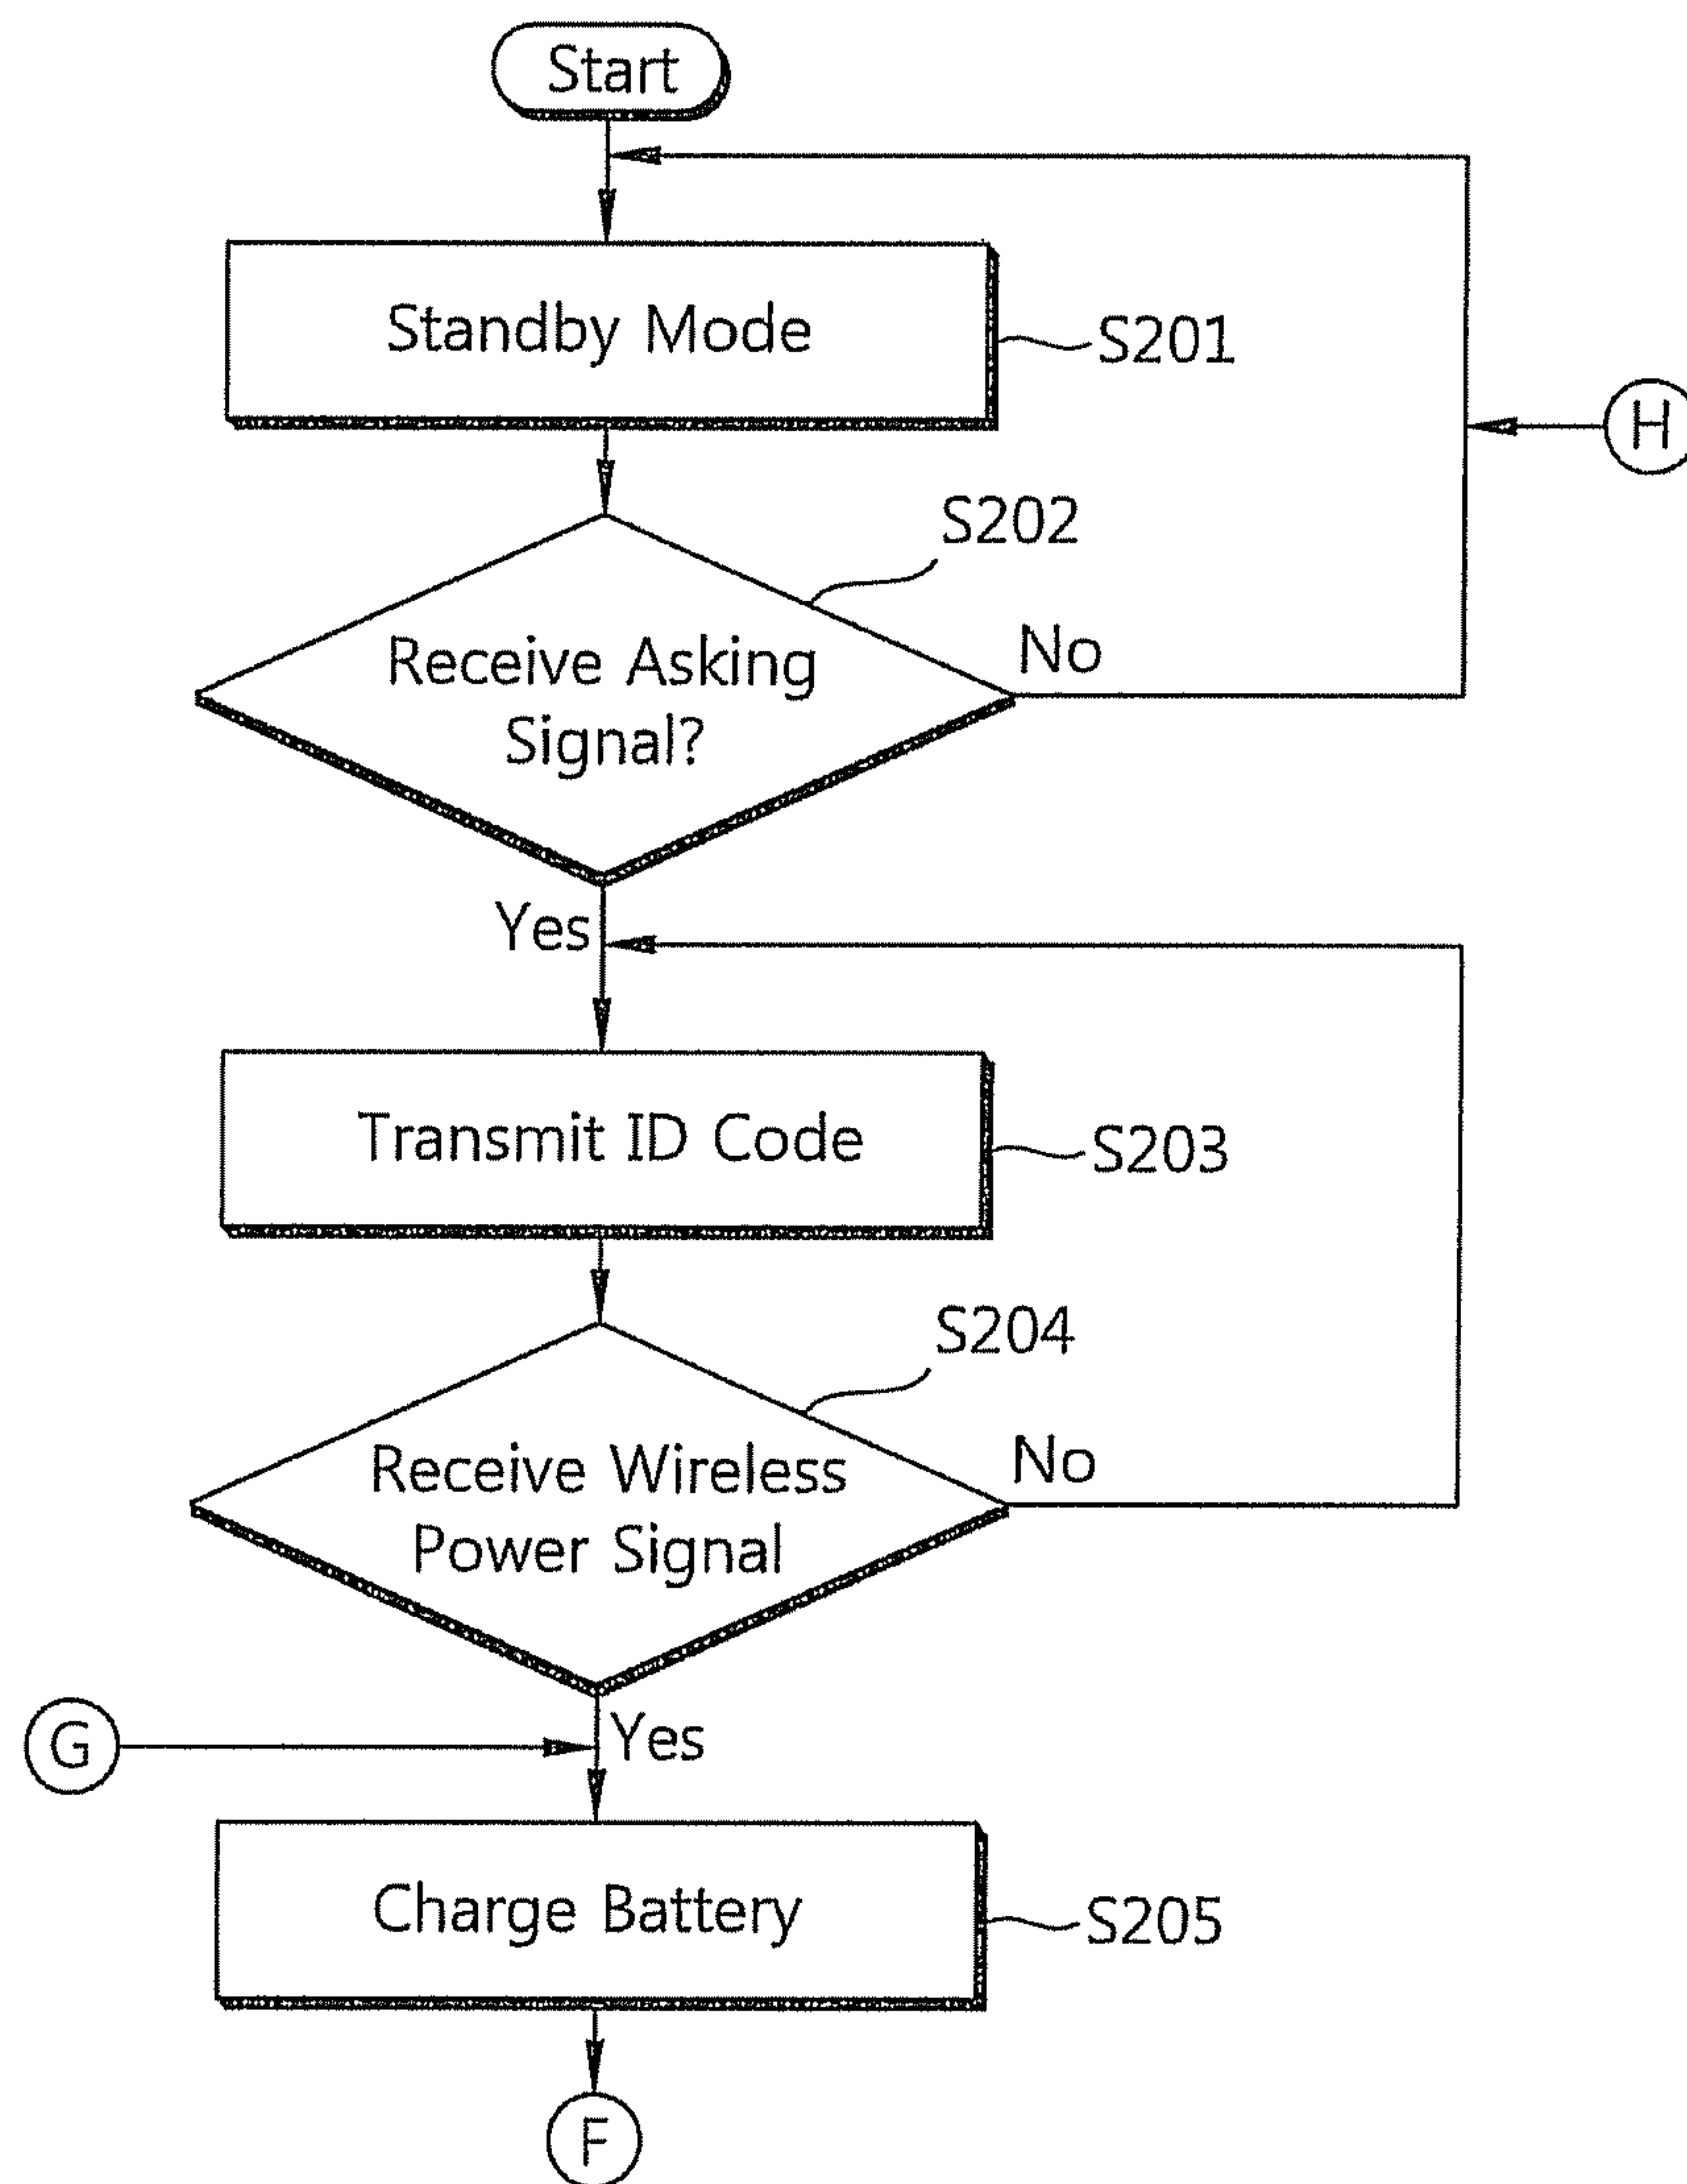 Start
Standby Mode
S201
H
S202
Receive Asking
Signal?
No
Yes
Transmit ID Code
S203
S204
Receive Wireless
Power Signal
No
G
Yes
Charge Battery
S205
F